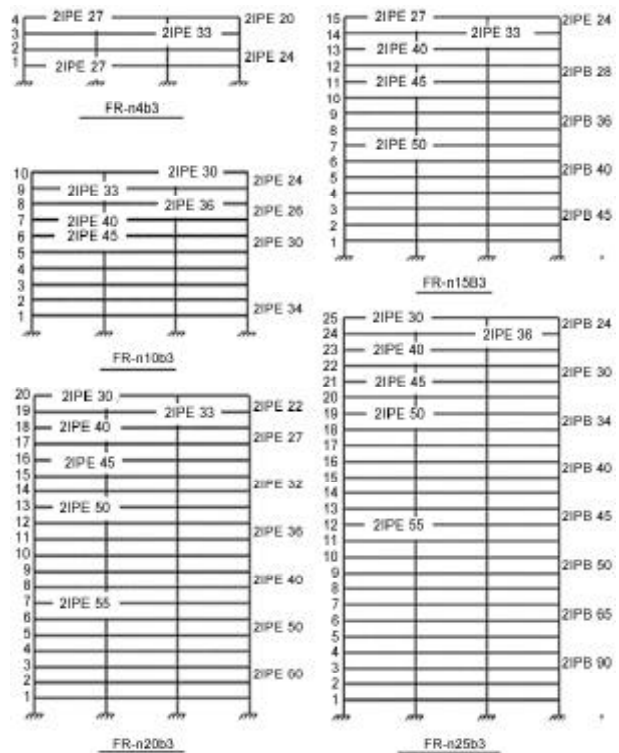 4 2IPE 27 2IPE 20
3 2IPE 33
2 2IPE 24
1 2IPE 27
FR-n4b3
15 2IPE 27 2IPE 24
14 2IPE 33
13 2IPE 40
12 2IPB 28
11 2IPE 45
10
9
8 2IPB 36
7 2IPE 50
6
5 2IPB 40
4
3
2 2IPB 45
1
FR-n15B3
10 2IPE 30
9 2IPE 33 2IPE 24
8 2IPE 36
7 2IPE 40 2IPE 26
6 2IPE 45
5 2IPE 30
4
3
2
1 2IPE 34
FR-n10b3
20 2IPE 30
19 2IPE 33 2IPE 22
18 2IPE 40
17 2IPE 27
16 2IPE 45
15
14 2IPE 32
13 2IPE 50
12
11 2IPE 36
10
9
8 2IPE 40
7 2IPE 55
6
5 2IPE 50
4
3
2 2IPE 60
1
FR-n20b3
25 2IPE 30 2IPB 24
24 2IPE 36
23 2IPE 40
22 2IPE 30
21 2IPE 45
20
19 2IPE 50 2IPB 34
18
17
16
15 2IPB 40
14
13 2IPB 45
12 2IPE 55
11
10 2IPB 50
9
8
7
6 2IPB 65
5
4
3 2IPB 90
2
1
FR-n25b3